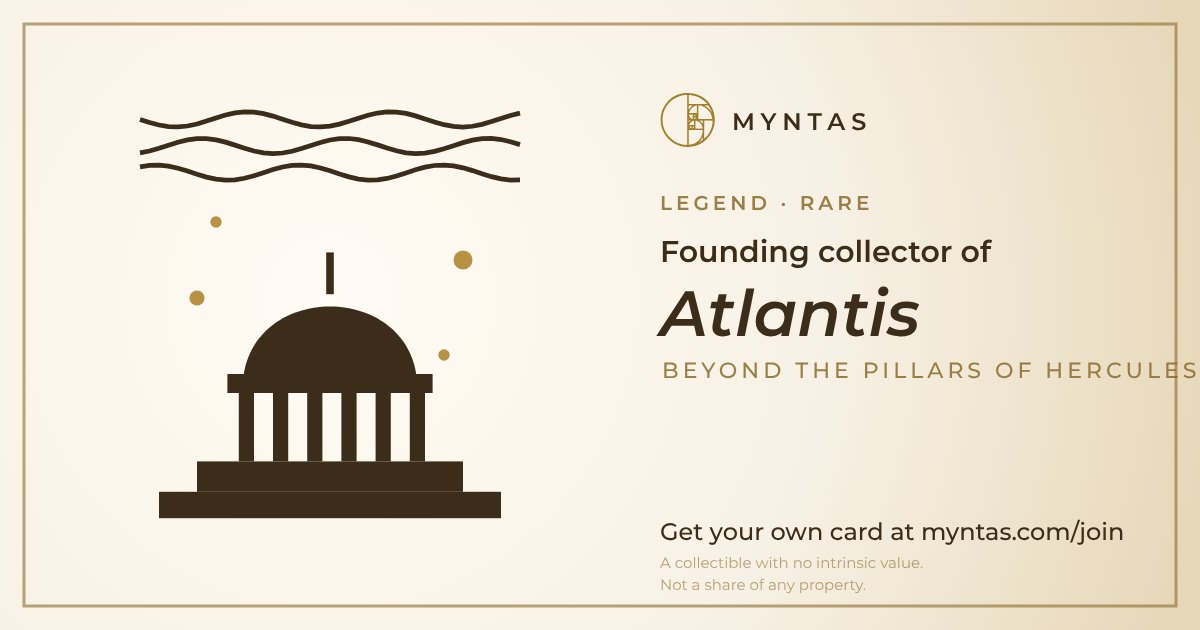 MYNTAS
LEGEND · RARE
Founding collector of
Atlantis
BEYOND THE PILLARS OF HERCULES
Get your own card at myntas.com/join
A collectible with no intrinsic value.
Not a share of any property.